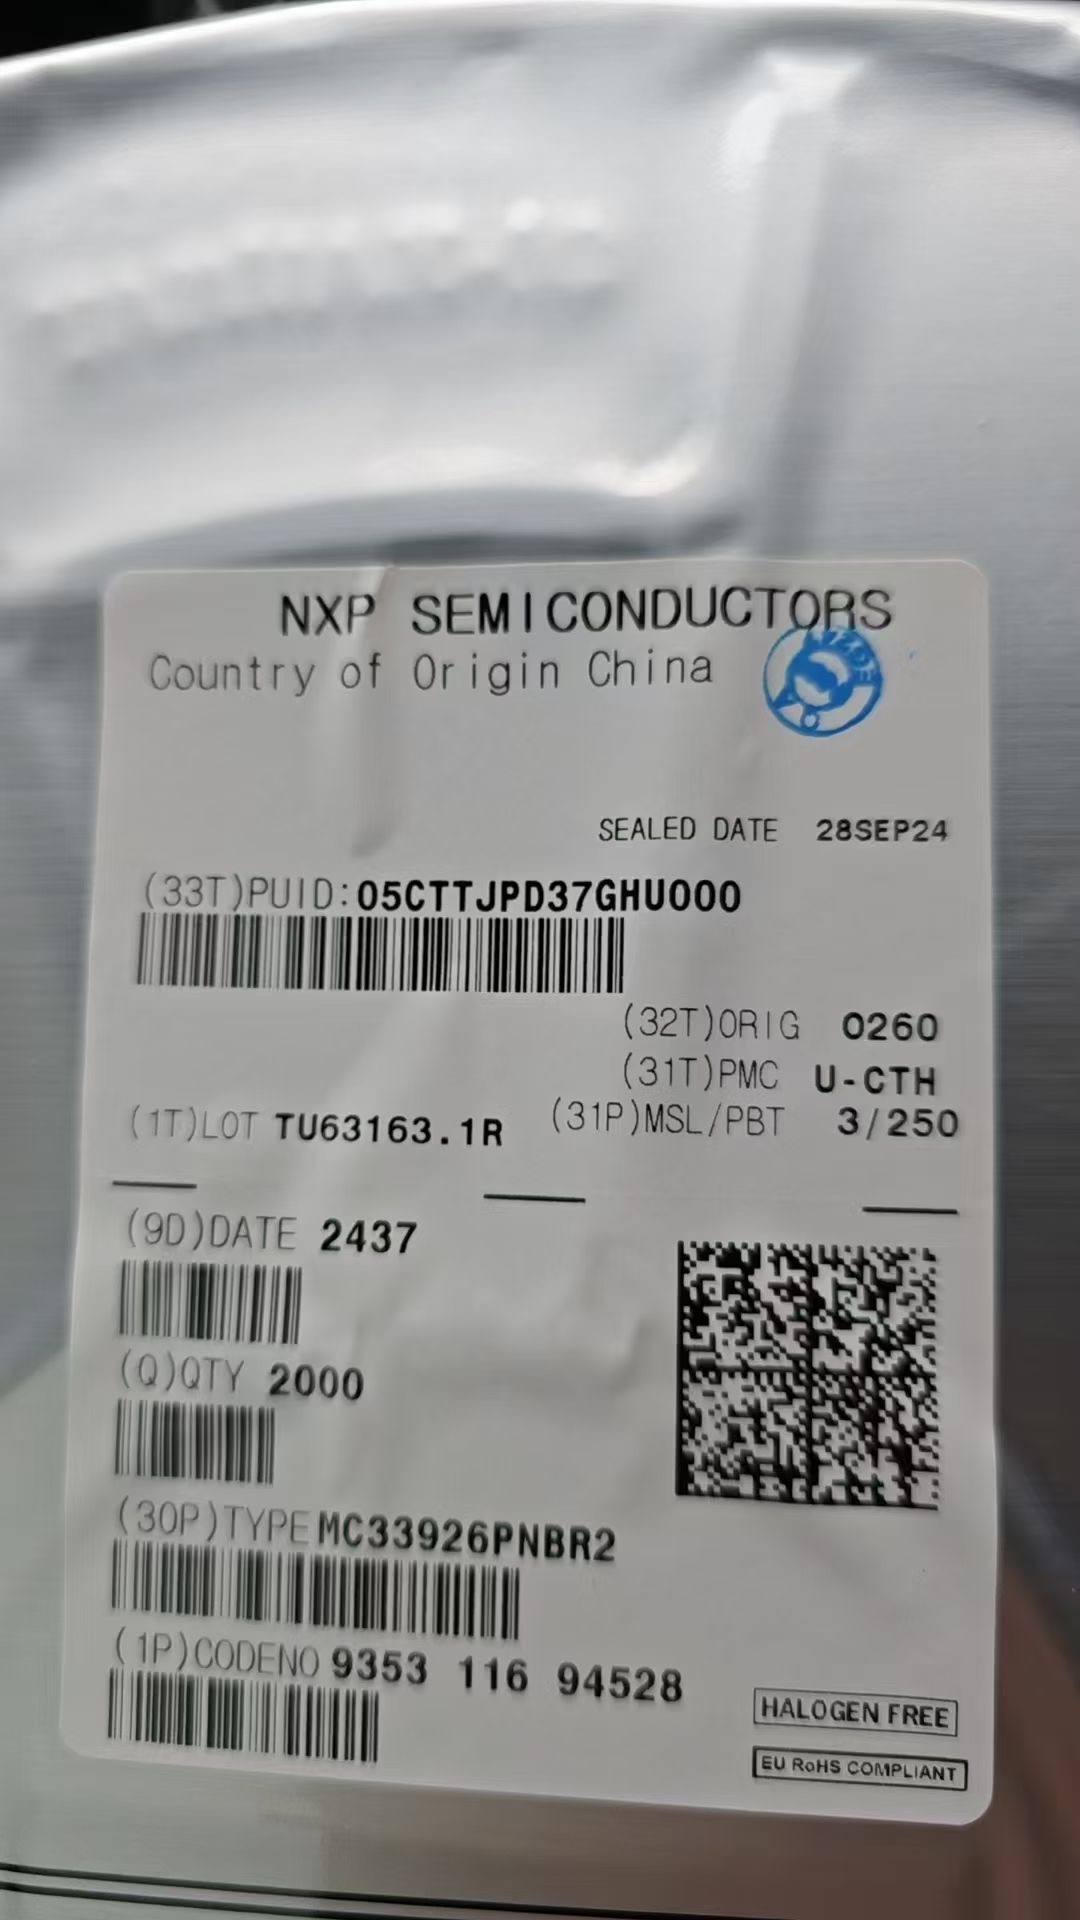 NXP SEMICONDUCTORS
Country of Origin China
SEALED DATE 28SEP24
(33T)PUID:05CTTJPD37GHU000
(32T)ORIG 0260
(31T)PMC U-CTH
(1T)LOT TU63163.1R (31P)MSL/PBT 3/250
(9D)DATE 2437
(Q)QTY 2000
(30P)TYPE MC33926PNBR2
(1P)CODENO 9353 116 94528
HALOGEN FREE
EU RoHS COMPLIANT